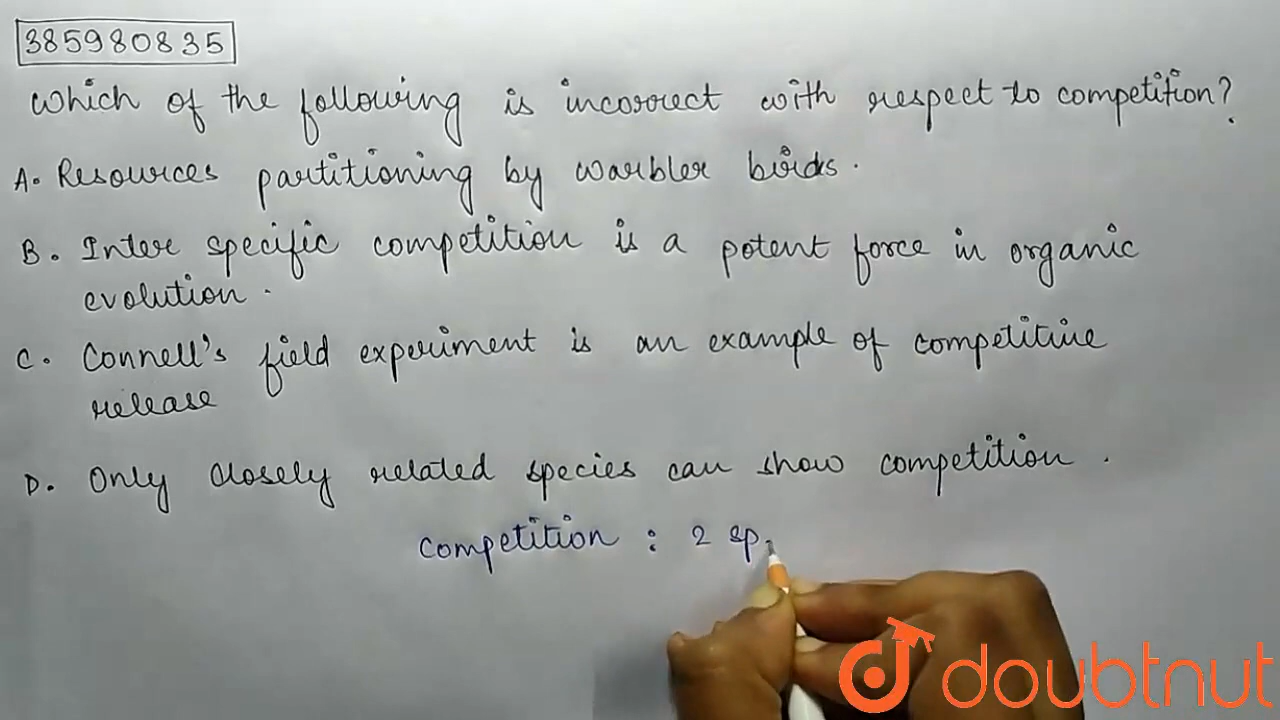 385980835
Which of the following is incorrect with respect to competition?
A. Resources partitioning by warbler birds.
B. Inter specific competition is a potent force in organic
evolution.
C. Connell's field experiment is an example of competitive
release
D. Only closely related species can show competition.
competition : 2 sp.
doubtnut